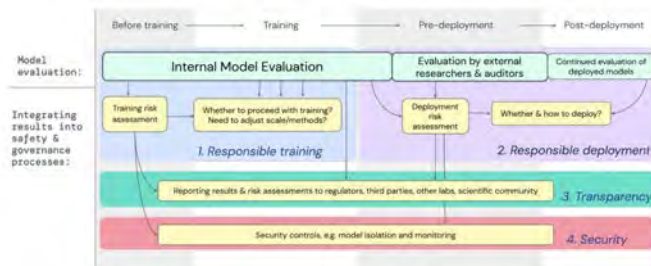 Before training
Training
Pre-deployment
Post-deployment
Model
evaluation:
Internal Model Evaluation
Evaluation by external
researchers & auditors
Continued evaluation of
deployed models
Integrating
results into
safety &
governance
processes:
Training risk
assessment
Whether to proceed with training?
Need to adjust scale/methods?
Deployment
risk
assessment
Whether & how to deploy?
1. Responsible training
2. Responsible deployment
Reporting results & risk assessments to regulators, third parties, other labs, scientific community
3. Transparency
Security controls, e.g. model isolation and monitoring
4. Security